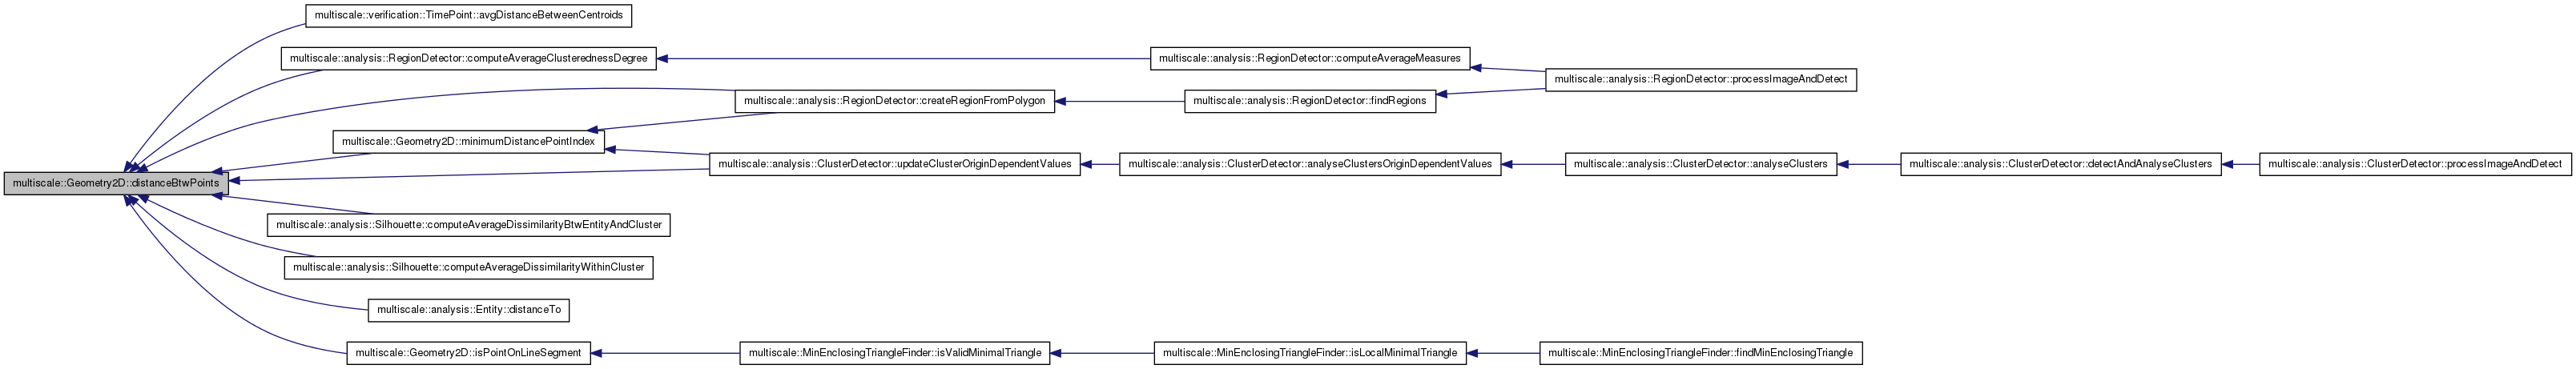 multiscale::verification::TimePoint::avgDistanceBetweenCentroids
multiscale::analysis::RegionDetector::computeAverageClusterednessDegree
multiscale::analysis::RegionDetector::computeAverageMeasures
multiscale::analysis::RegionDetector::processImageAndDetect
multiscale::analysis::RegionDetector::createRegionFromPolygon
multiscale::analysis::RegionDetector::findRegions
multiscale::Geometry2D::minimumDistancePointIndex
multiscale::analysis::ClusterDetector::updateClusterOriginDependentValues
multiscale::analysis::ClusterDetector::analyseClustersOriginDependentValues
multiscale::analysis::ClusterDetector::analyseClusters
multiscale::analysis::ClusterDetector::detectAndAnalyseClusters
multiscale::analysis::ClusterDetector::processImageAndDetect
multiscale::Geometry2D::distanceBtwPoints
multiscale::analysis::Silhouette::computeAverageDissimilarityBtwEntityAndCluster
multiscale::analysis::Silhouette::computeAverageDissimilarityWithinCluster
multiscale::analysis::Entity::distanceTo
multiscale::Geometry2D::isPointOnLineSegment
multiscale::MinEnclosingTriangleFinder::isValidMinimalTriangle
multiscale::MinEnclosingTriangleFinder::isLocalMinimalTriangle
multiscale::MinEnclosingTriangleFinder::findMinEnclosingTriangle